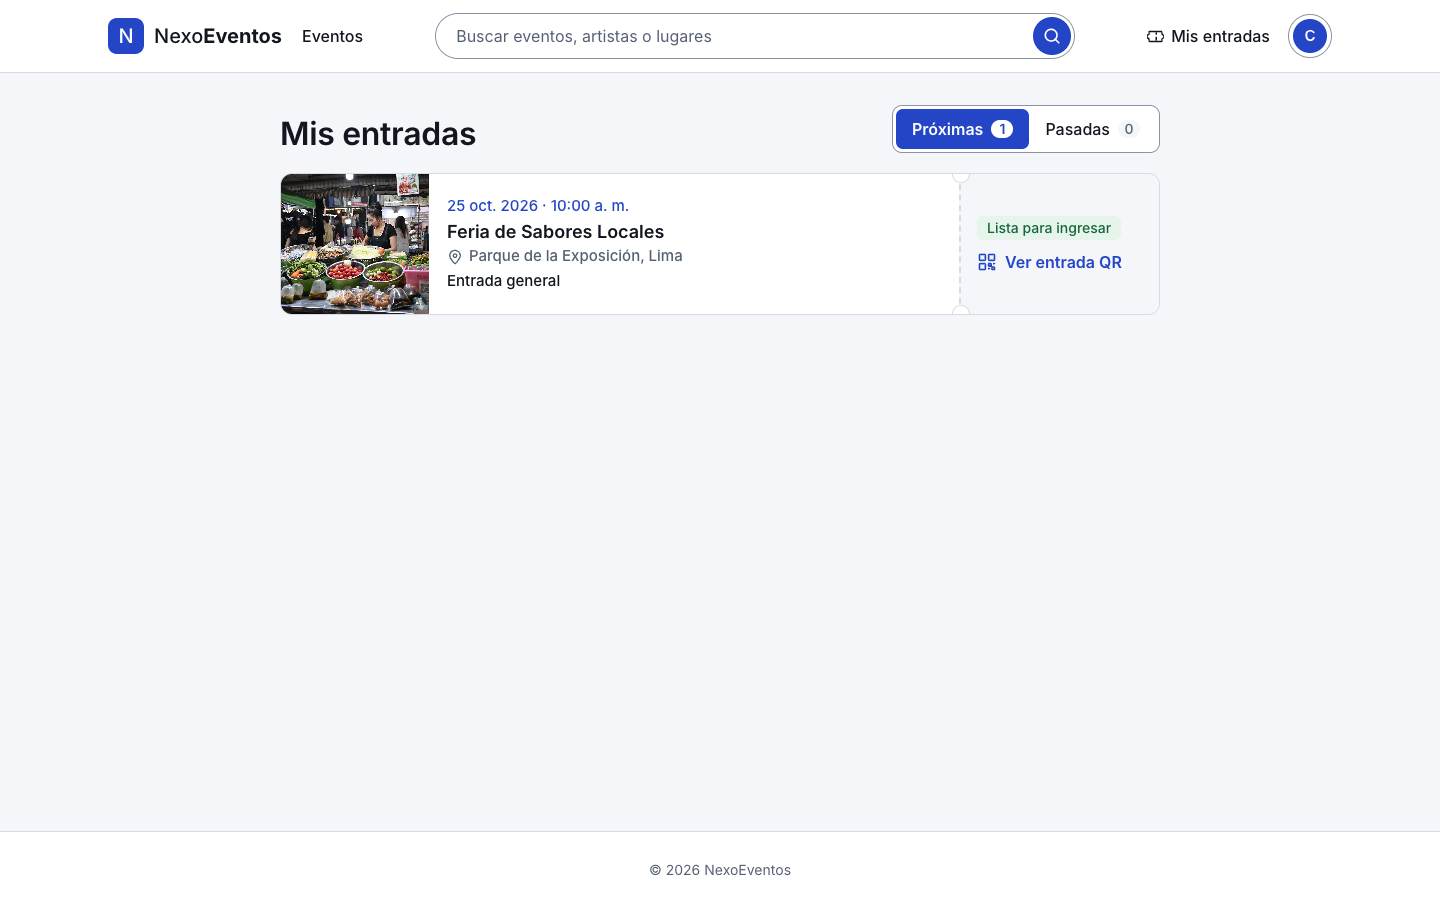 N NexoEventos Eventos Buscar eventos, artistas o lugares Mis entradas C
Mis entradas
Próximas 1 Pasadas 0
25 oct. 2026 · 10:00 a. m.
Feria de Sabores Locales
Parque de la Exposición, Lima
Entrada general
Lista para ingresar
Ver entrada QR
© 2026 NexoEventos